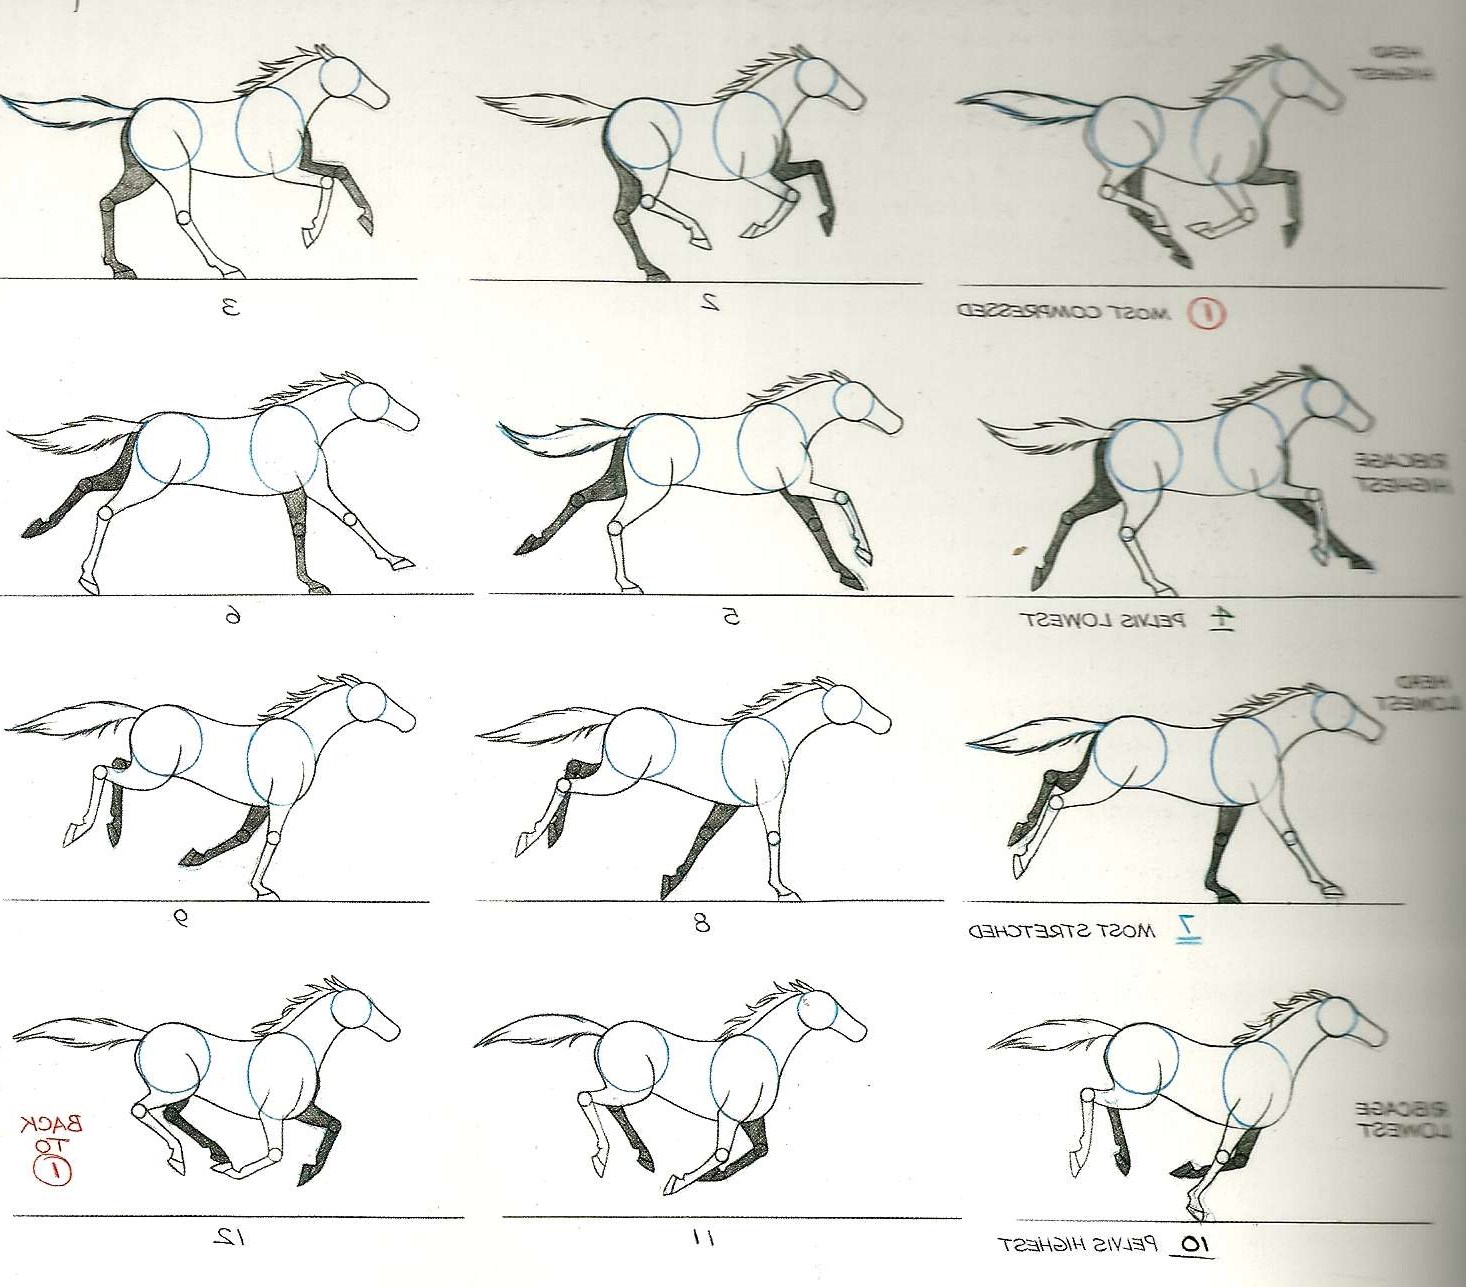 HEAD
HIGHEST
1 MOST COMPRESSED
2
3
RIBCAGE
HIGHEST
4 PELVIS LOWEST
5
6
HEAD
LOWEST
7 MOST STRETCHED
8
9
RIBCAGE
LOWEST
10 PELVIS HIGHEST
11
12
BACK
TO
1